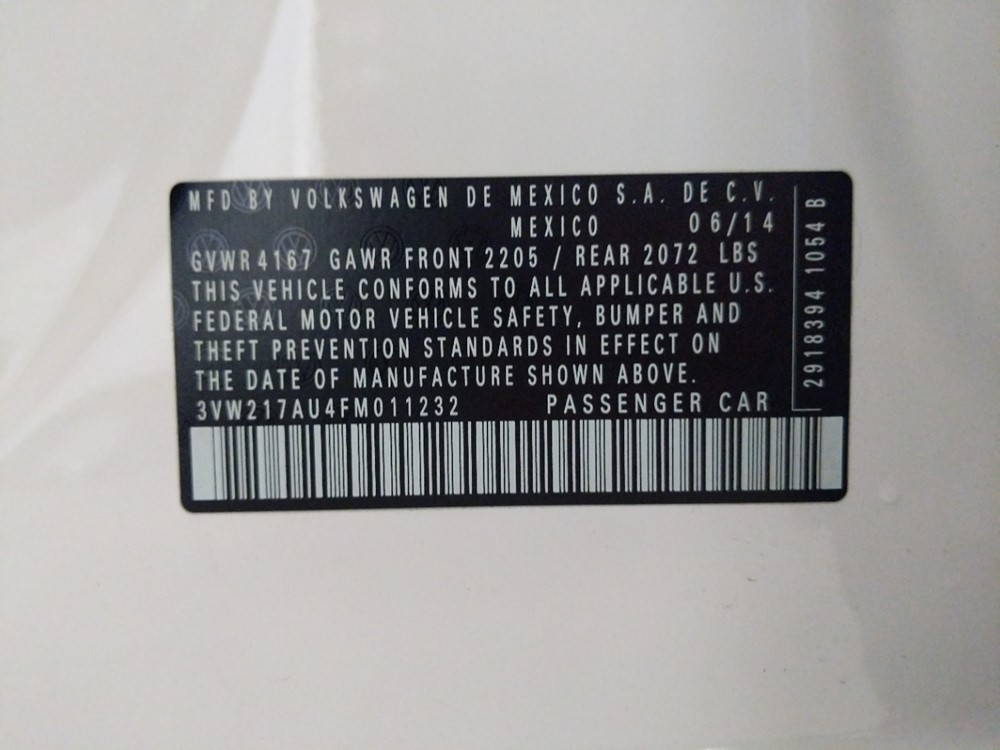 MFD BY VOLKSWAGEN DE MEXICO S.A. DE C.V.
MEXICO 06/14
GVWR 4167 GAWR FRONT 2205 / REAR 2072 LBS
THIS VEHICLE CONFORMS TO ALL APPLICABLE U.S.
FEDERAL MOTOR VEHICLE SAFETY, BUMPER AND
THEFT PREVENTION STANDARDS IN EFFECT ON
THE DATE OF MANUFACTURE SHOWN ABOVE.
3VW217AU4FM011232 PASSENGER CAR
2918394 1054 B